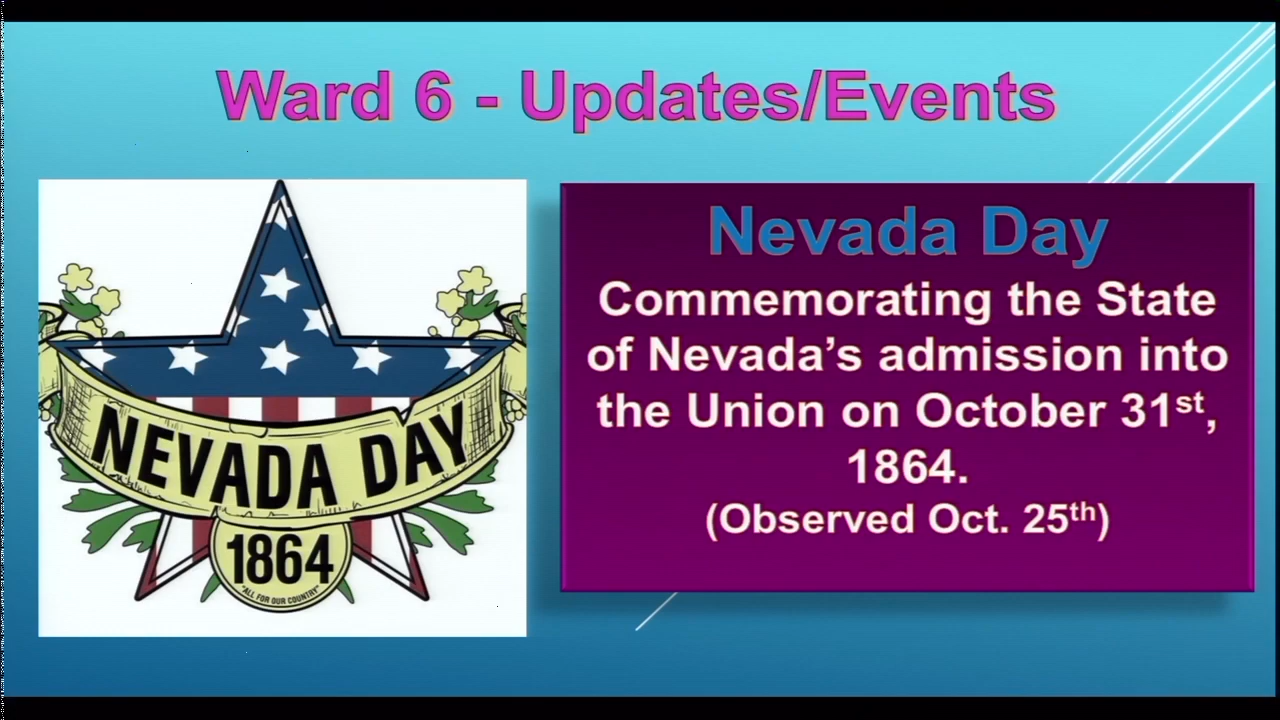 Ward 6 - Updates/Events
NEVADA DAY
1864
"ALL FOR OUR COUNTRY"
Nevada Day
Commemorating the State
of Nevada’s admission into
the Union on October 31st,
1864.
(Observed Oct. 25th)